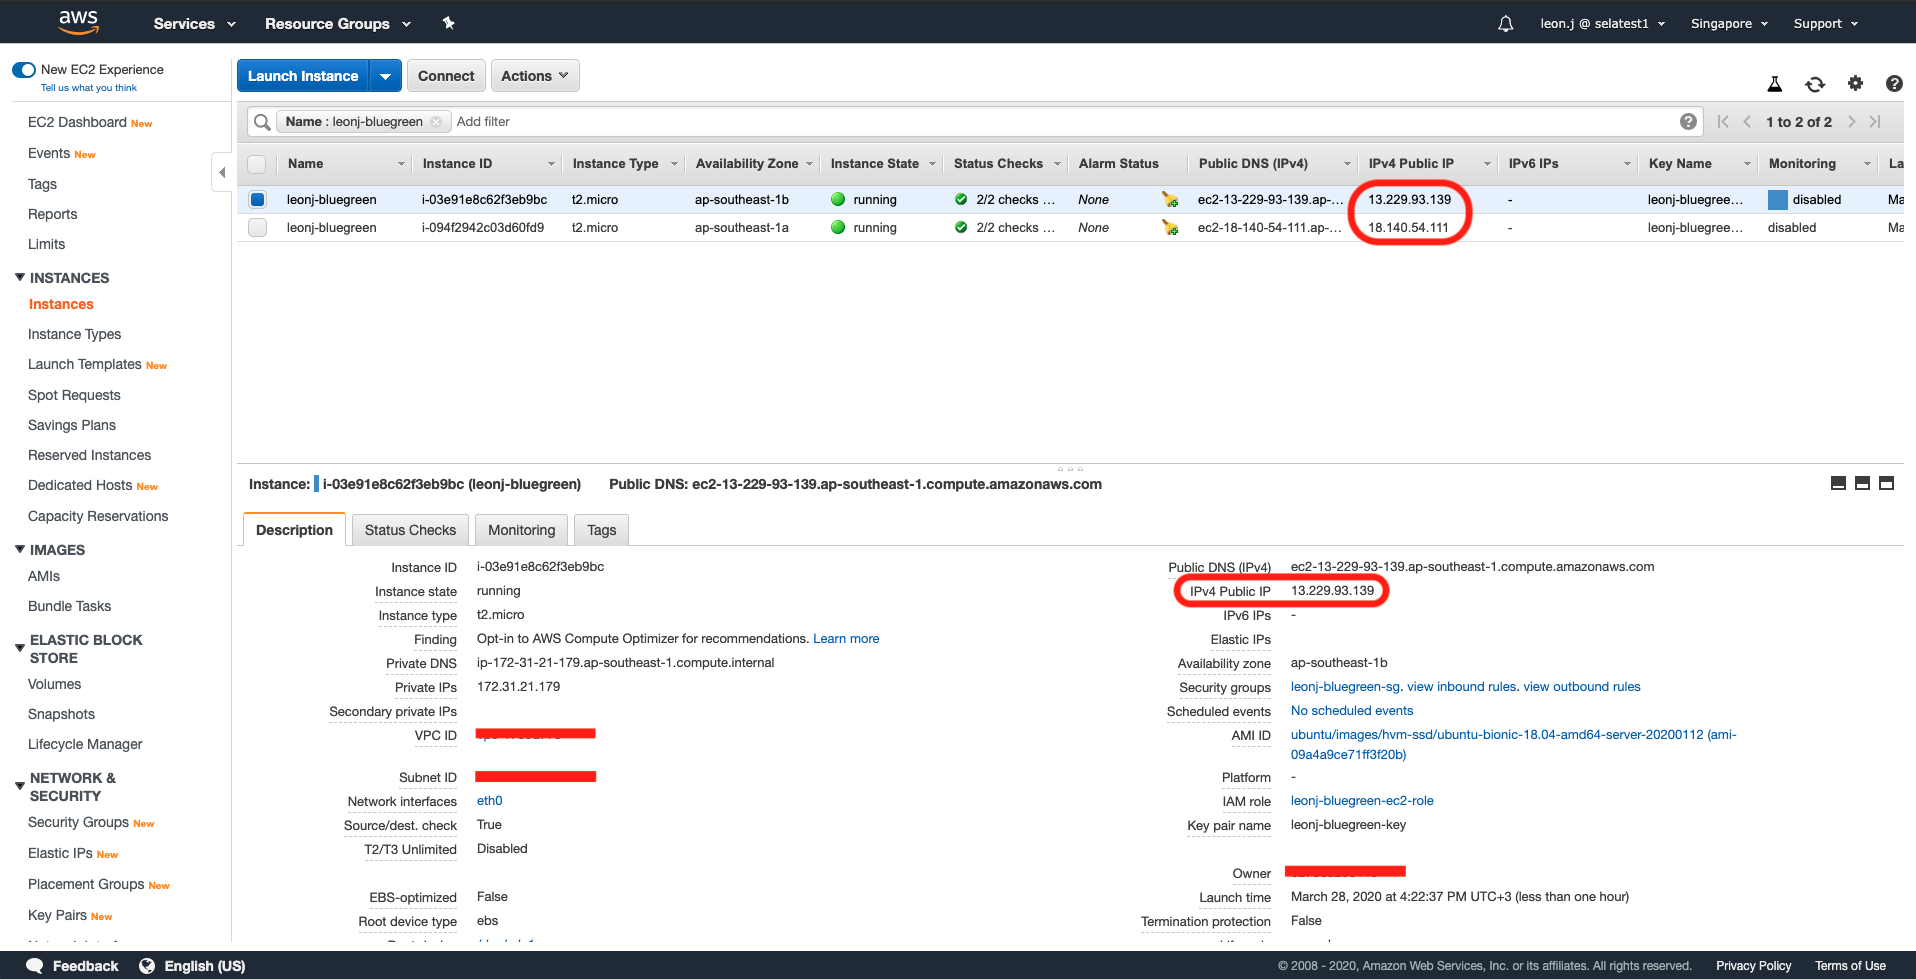 aws Services Resource Groups leon.j @ selatest1 Singapore Support
New EC2 Experience
Tell us what you think
EC2 Dashboard New
Events New
Tags
Reports
Limits
INSTANCES
Instances
Instance Types
Launch Templates New
Spot Requests
Savings Plans
Reserved Instances
Dedicated Hosts New
Capacity Reservations
IMAGES
AMIs
Bundle Tasks
ELASTIC BLOCK
STORE
Volumes
Snapshots
Lifecycle Manager
NETWORK &
SECURITY
Security Groups New
Elastic IPs New
Placement Groups New
Key Pairs New
Launch Instance Connect Actions
Name : leonj-bluegreen Add filter 1 to 2 of 2
Name Instance ID Instance Type Availability Zone Instance State Status Checks Alarm Status Public DNS (IPv4) IPv4 Public IP IPv6 IPs Key Name Monitoring La
leonj-bluegreen i-03e91e8c62f3eb9bc t2.micro ap-southeast-1b running 2/2 checks ... None ec2-13-229-93-139.ap-... 13.229.93.139 - leonj-bluegree... disabled Ma
leonj-bluegreen i-094f2942c03d60fd9 t2.micro ap-southeast-1a running 2/2 checks ... None ec2-18-140-54-111.ap-... 18.140.54.111 - leonj-bluegree... disabled Ma
Instance: i-03e91e8c62f3eb9bc (leonj-bluegreen) Public DNS: ec2-13-229-93-139.ap-southeast-1.compute.amazonaws.com
Description Status Checks Monitoring Tags
Instance ID i-03e91e8c62f3eb9bc
Instance state running
Instance type t2.micro
Finding Opt-in to AWS Compute Optimizer for recommendations. Learn more
Private DNS ip-172-31-21-179.ap-southeast-1.compute.internal
Private IPs 172.31.21.179
Secondary private IPs
VPC ID
Subnet ID
Network interfaces eth0
Source/dest. check True
T2/T3 Unlimited Disabled
EBS-optimized False
Root device type ebs
Public DNS (IPv4) ec2-13-229-93-139.ap-southeast-1.compute.amazonaws.com
IPv4 Public IP 13.229.93.139
IPv6 IPs -
Elastic IPs
Availability zone ap-southeast-1b
Security groups leonj-bluegreen-sg. view inbound rules. view outbound rules
Scheduled events No scheduled events
AMI ID ubuntu/images/hvm-ssd/ubuntu-bionic-18.04-amd64-server-20200112 (ami-
09a4a9ce71ff3f20b)
Platform -
IAM role leonj-bluegreen-ec2-role
Key pair name leonj-bluegreen-key
Owner
Launch time March 28, 2020 at 4:22:37 PM UTC+3 (less than one hour)
Termination protection False
Feedback English (US) © 2008 - 2020, Amazon Web Services, Inc. or its affiliates. All rights reserved. Privacy Policy Terms of Use